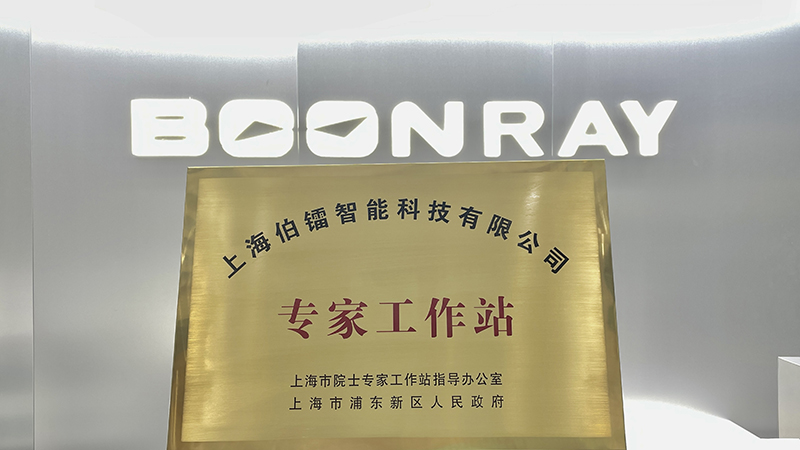 BOONRAY
上海伯镭智能科技有限公司
专家工作站
上海市院士专家工作站指导办公室
上海市浦东新区人民政府